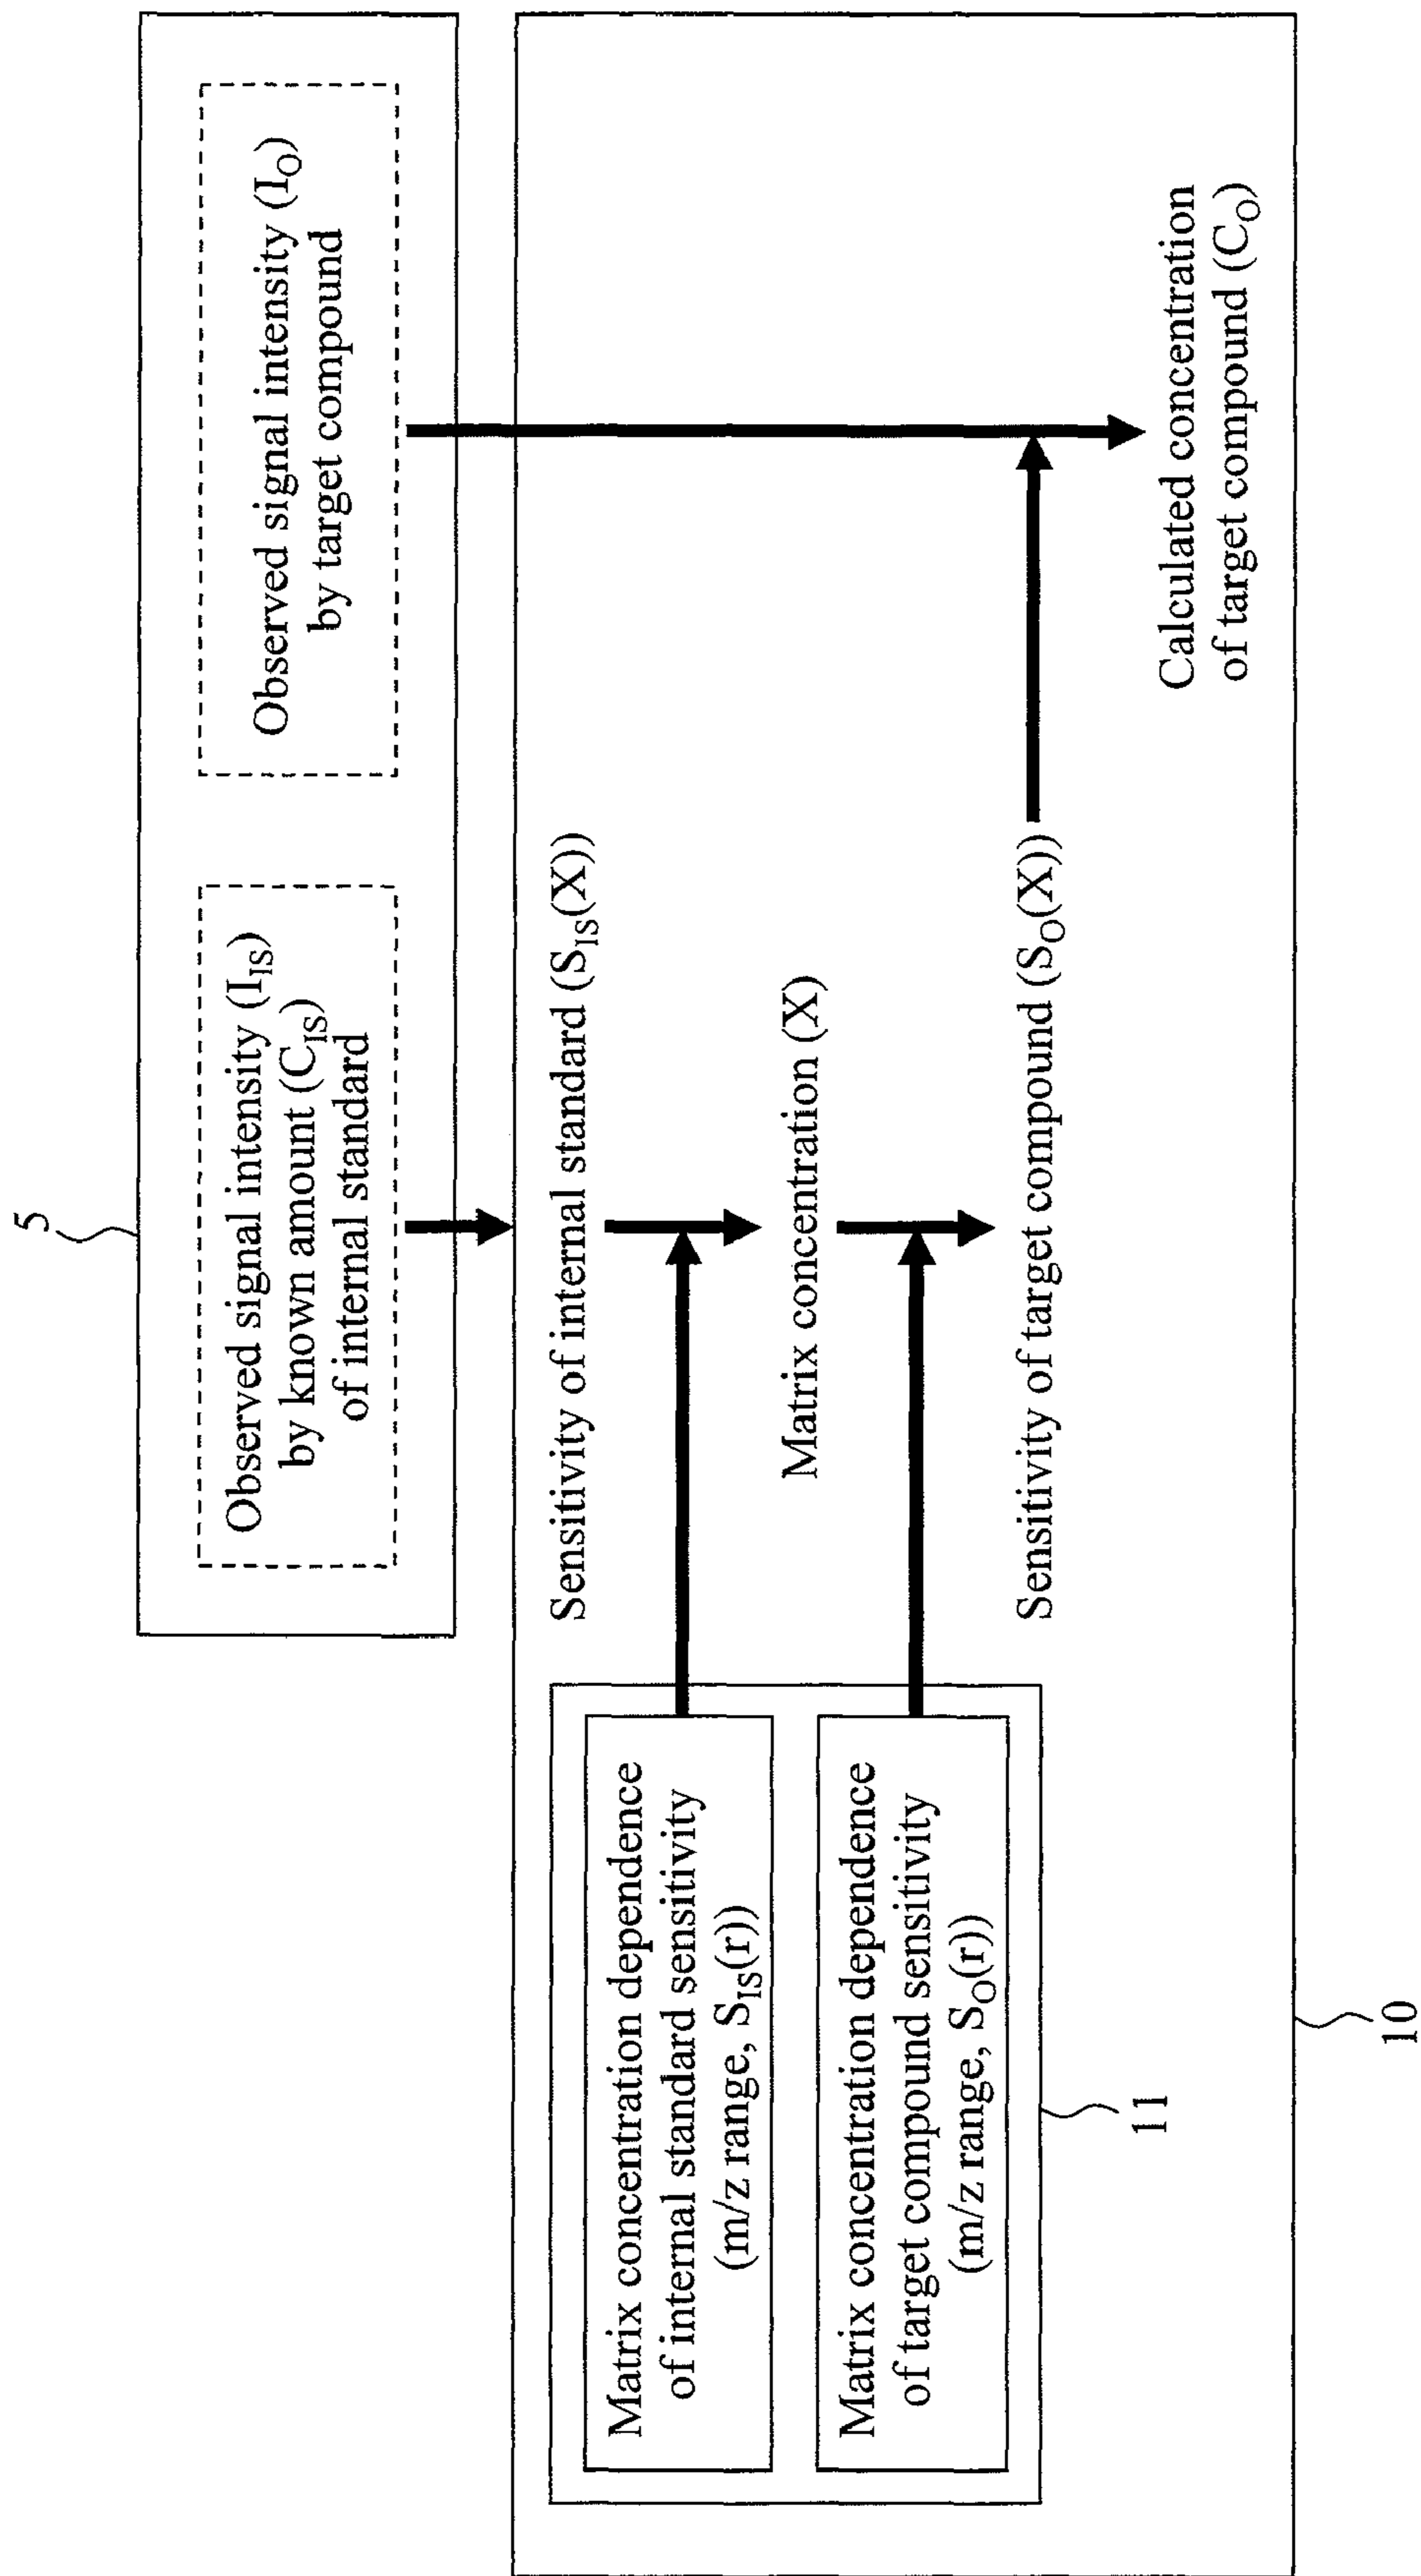 5
Observed signal intensity (I_IS)
by known amount (C_IS)
of internal standard
Observed signal intensity (I_O)
by target compound
Sensitivity of internal standard (S_IS(X))
Matrix concentration dependence
of internal standard sensitivity
(m/z range, S_IS(r))
Matrix concentration (X)
Matrix concentration dependence
of target compound sensitivity
(m/z range, S_O(r))
Sensitivity of target compound (S_O(X))
Calculated concentration
of target compound (C_O)
11
10